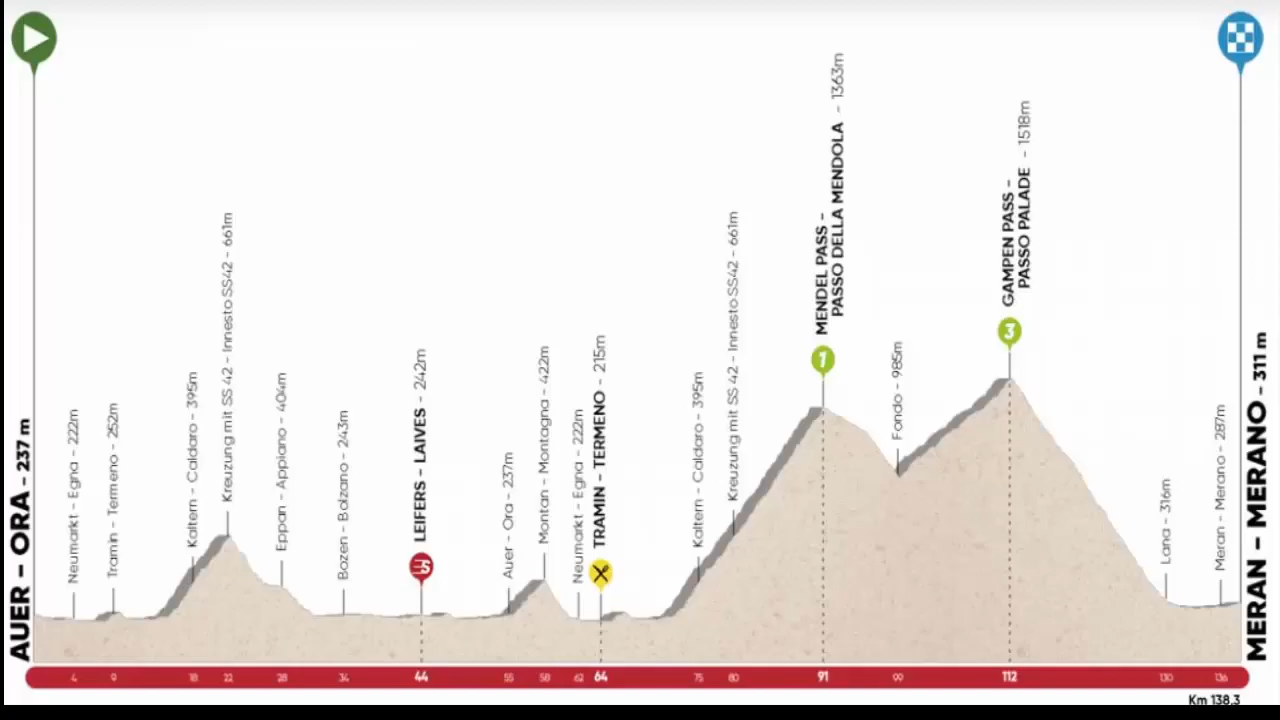 AUER – ORA - 237 m
Neumarkt - Egna - 222m
Tramin - Termeno - 252m
Kaltern - Caldaro - 395m
Kreuzung mit SS 42 - Innesto SS42 - 661m
Eppan - Appiano - 404m
Bozen - Bolzano - 243m
LEIFERS - LAIVES - 242m
Auer - Ora - 237m
Montan - Montagna - 422m
Neumarkt - Egna - 222m
TRAMIN - TERMENO - 215m
Kaltern - Caldaro - 395m
Kreuzung mit SS 42 - Innesto SS42 - 661m
MENDEL PASS -
PASSO DELLA MENDOLA - 1363m
1
Fondo - 985m
GAMPEN PASS -
PASSO PALADE - 1518m
3
Lana - 316m
Meran - Merano - 287m
MERAN – MERANO - 311 m
4 9 18 22 28 34 44 55 58 62 64 75 80 91 99 112 130 136
Km 138.3